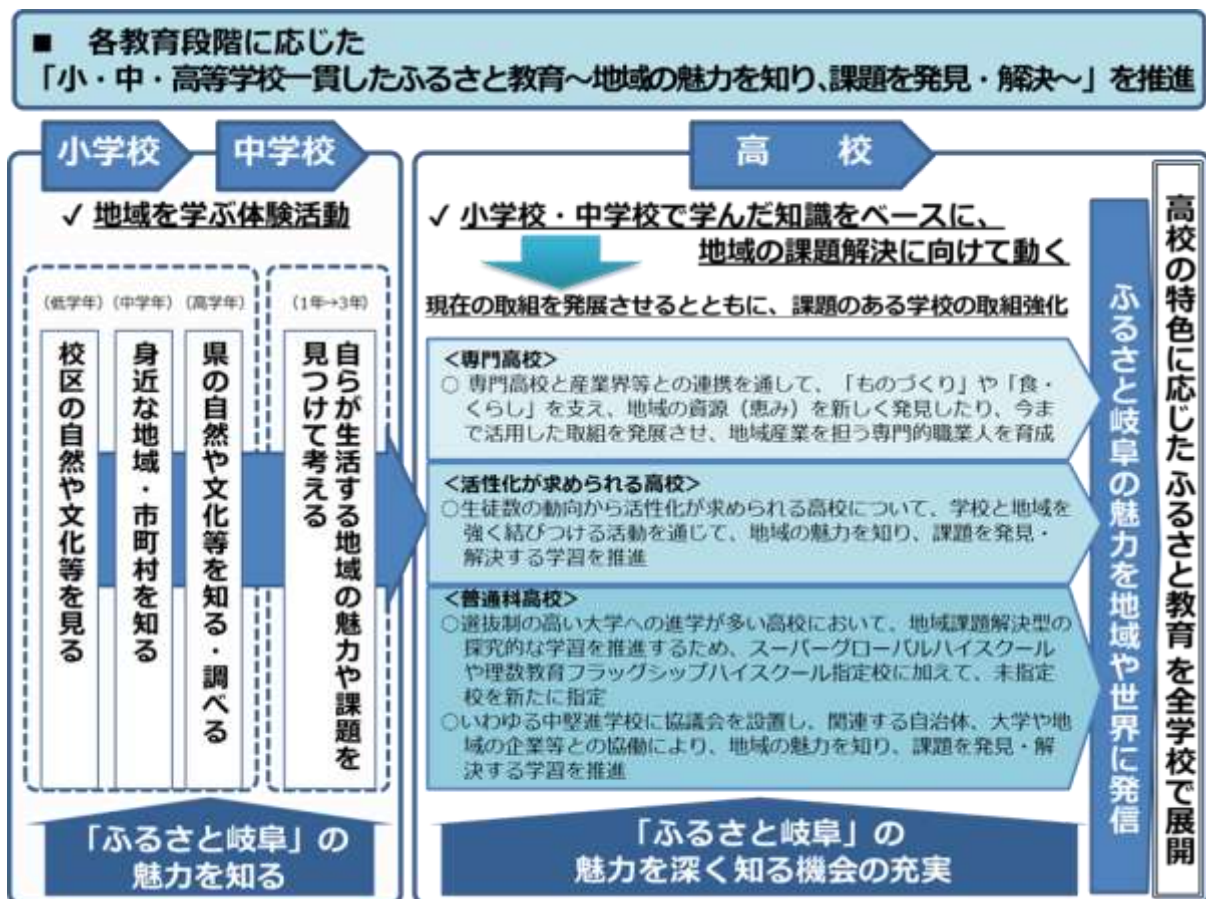 ■ 各教育段階に応じた
「小・中・高等学校一貫したふるさと教育～地域の魅力を知り、課題を発見・解決～」を推進
小学校
中学校
✓ 地域を学ぶ体験活動
(低学年)
校区の自然や文化等を見る
(中学年)
身近な地域・市町村を知る
(高学年)
県の自然や文化等を知る・調べる
(1年→3年)
自らが生活する地域の魅力や課題を
見つけて考える
「ふるさと岐阜」の
魅力を知る
高 校
✓ 小学校・中学校で学んだ知識をベースに、
地域の課題解決に向けて動く
現在の取組を発展させるとともに、課題のある学校の取組強化
<専門高校>
○ 専門高校と産業界等との連携を通して、「ものづくり」や「食・
くらし」を支え、地域の資源（恵み）を新しく発見したり、今ま
で活用した取組を発展させ、地域産業を担う専門的職業人を育成
<活性化が求められる高校>
○生徒数の動向から活性化が求められる高校について、学校と地域を
強く結びつける活動を通じて、地域の魅力を知り、課題を発見・
解決する学習を推進
<普通科高校>
○選抜制の高い大学への進学が多い高校において、地域課題解決型の
探究的な学習を推進するため、スーパーグローバルハイスクール
や理数教育フラッグシップハイスクール指定校に加えて、未指定
校を新たに指定
○いわゆる中堅進学校に協議会を設置し、関連する自治体、大学や地
域の企業等との協働により、地域の魅力を知り、課題を発見・解
決する学習を推進
「ふるさと岐阜」の
魅力を深く知る機会の充実
ふるさと岐阜の魅力を地域や世界に発信
高校の特色に応じた ふるさと教育 を全学校で展開